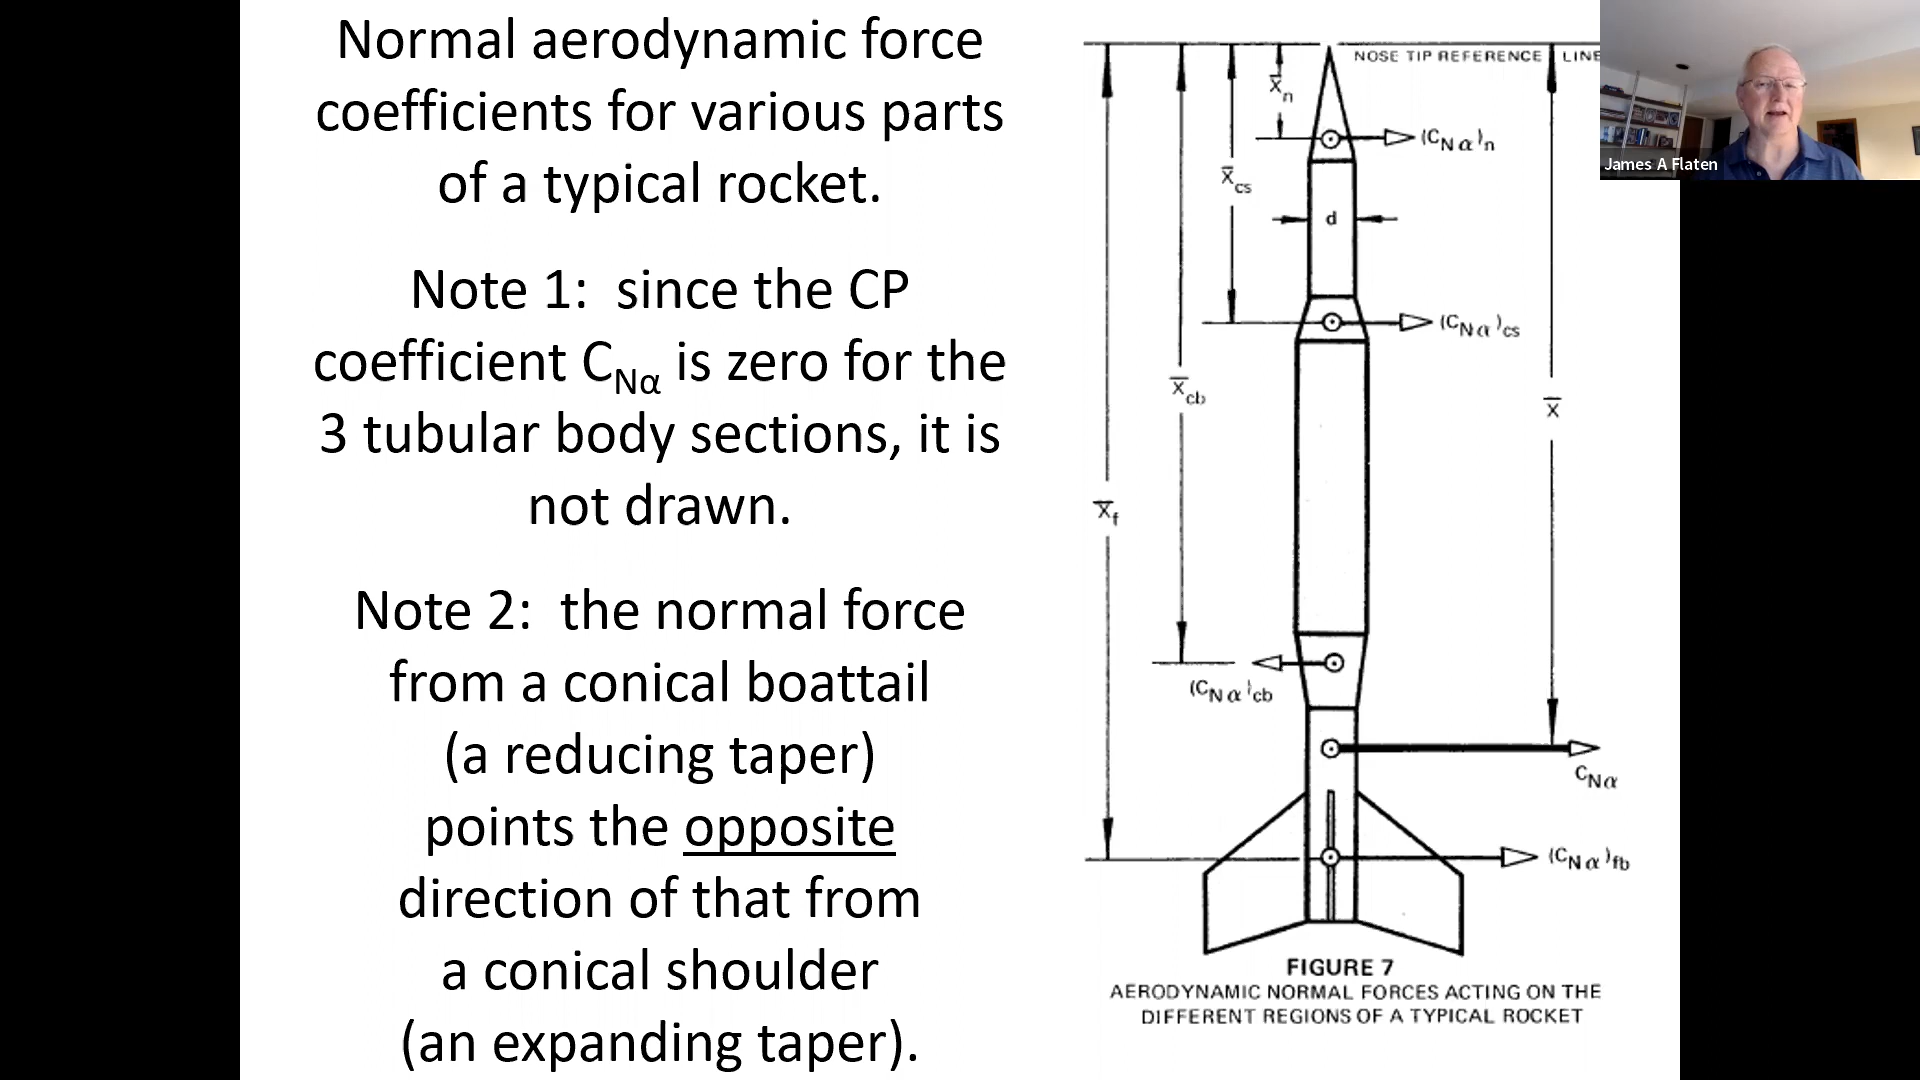 Normal aerodynamic force
coefficients for various parts
of a typical rocket.
Note 1:  since the CP
coefficient CNα is zero for the
3 tubular body sections, it is
not drawn.
Note 2:  the normal force
from a conical boattail
(a reducing taper)
points the opposite
direction of that from
a conical shoulder
(an expanding taper).
NOSE TIP REFERENCE LINE
X̄n
(CNα)n
X̄cs
d
(CNα)cs
X̄cb
X̄
X̄f
(CNα)cb
CNα
(CNα)fb
FIGURE 7
AERODYNAMIC NORMAL FORCES ACTING ON THE
DIFFERENT REGIONS OF A TYPICAL ROCKET
James A Flaten